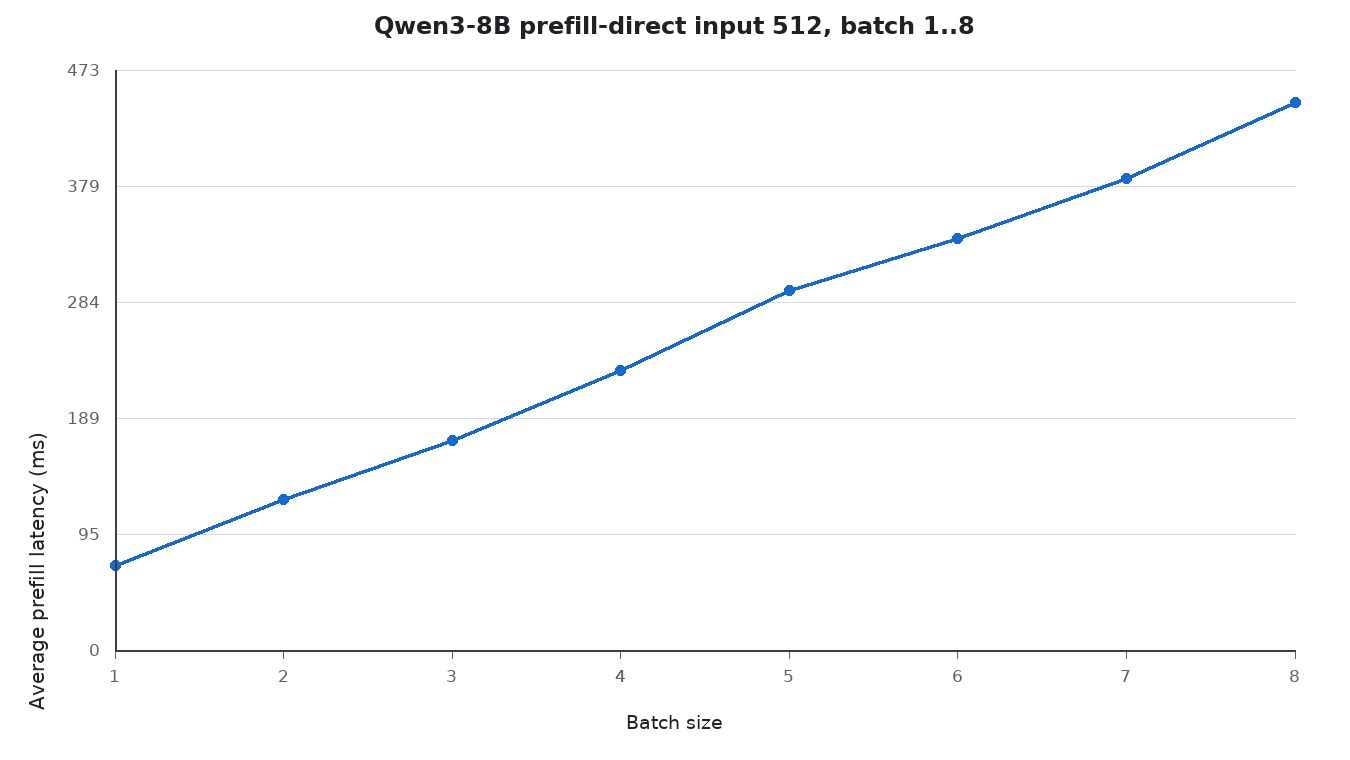 Qwen3-8B prefill-direct input 512, batch 1..8
473
379
284
189
95
0
Average prefill latency (ms)
1 2 3 4 5 6 7 8
Batch size